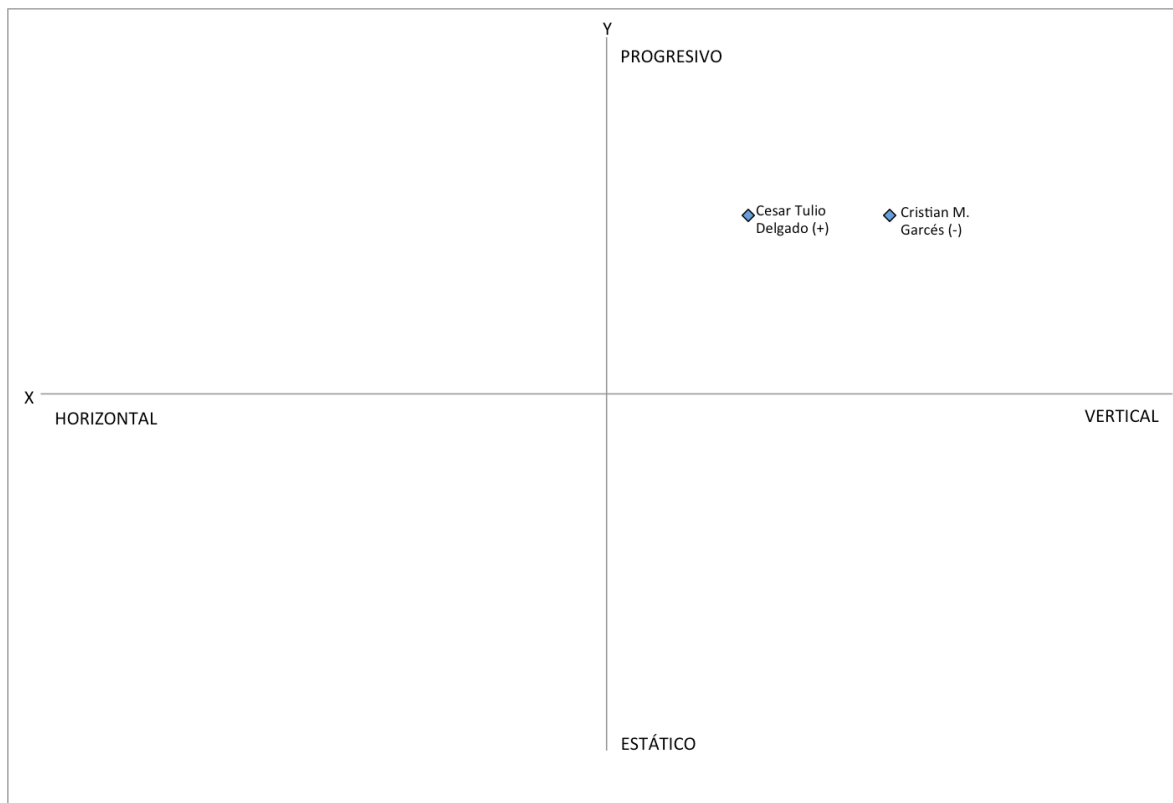 Y
PROGRESIVO
Cesar Tulio
Delgado (+)
Cristian M.
Garcés (-)
X
HORIZONTAL
VERTICAL
ESTÁTICO